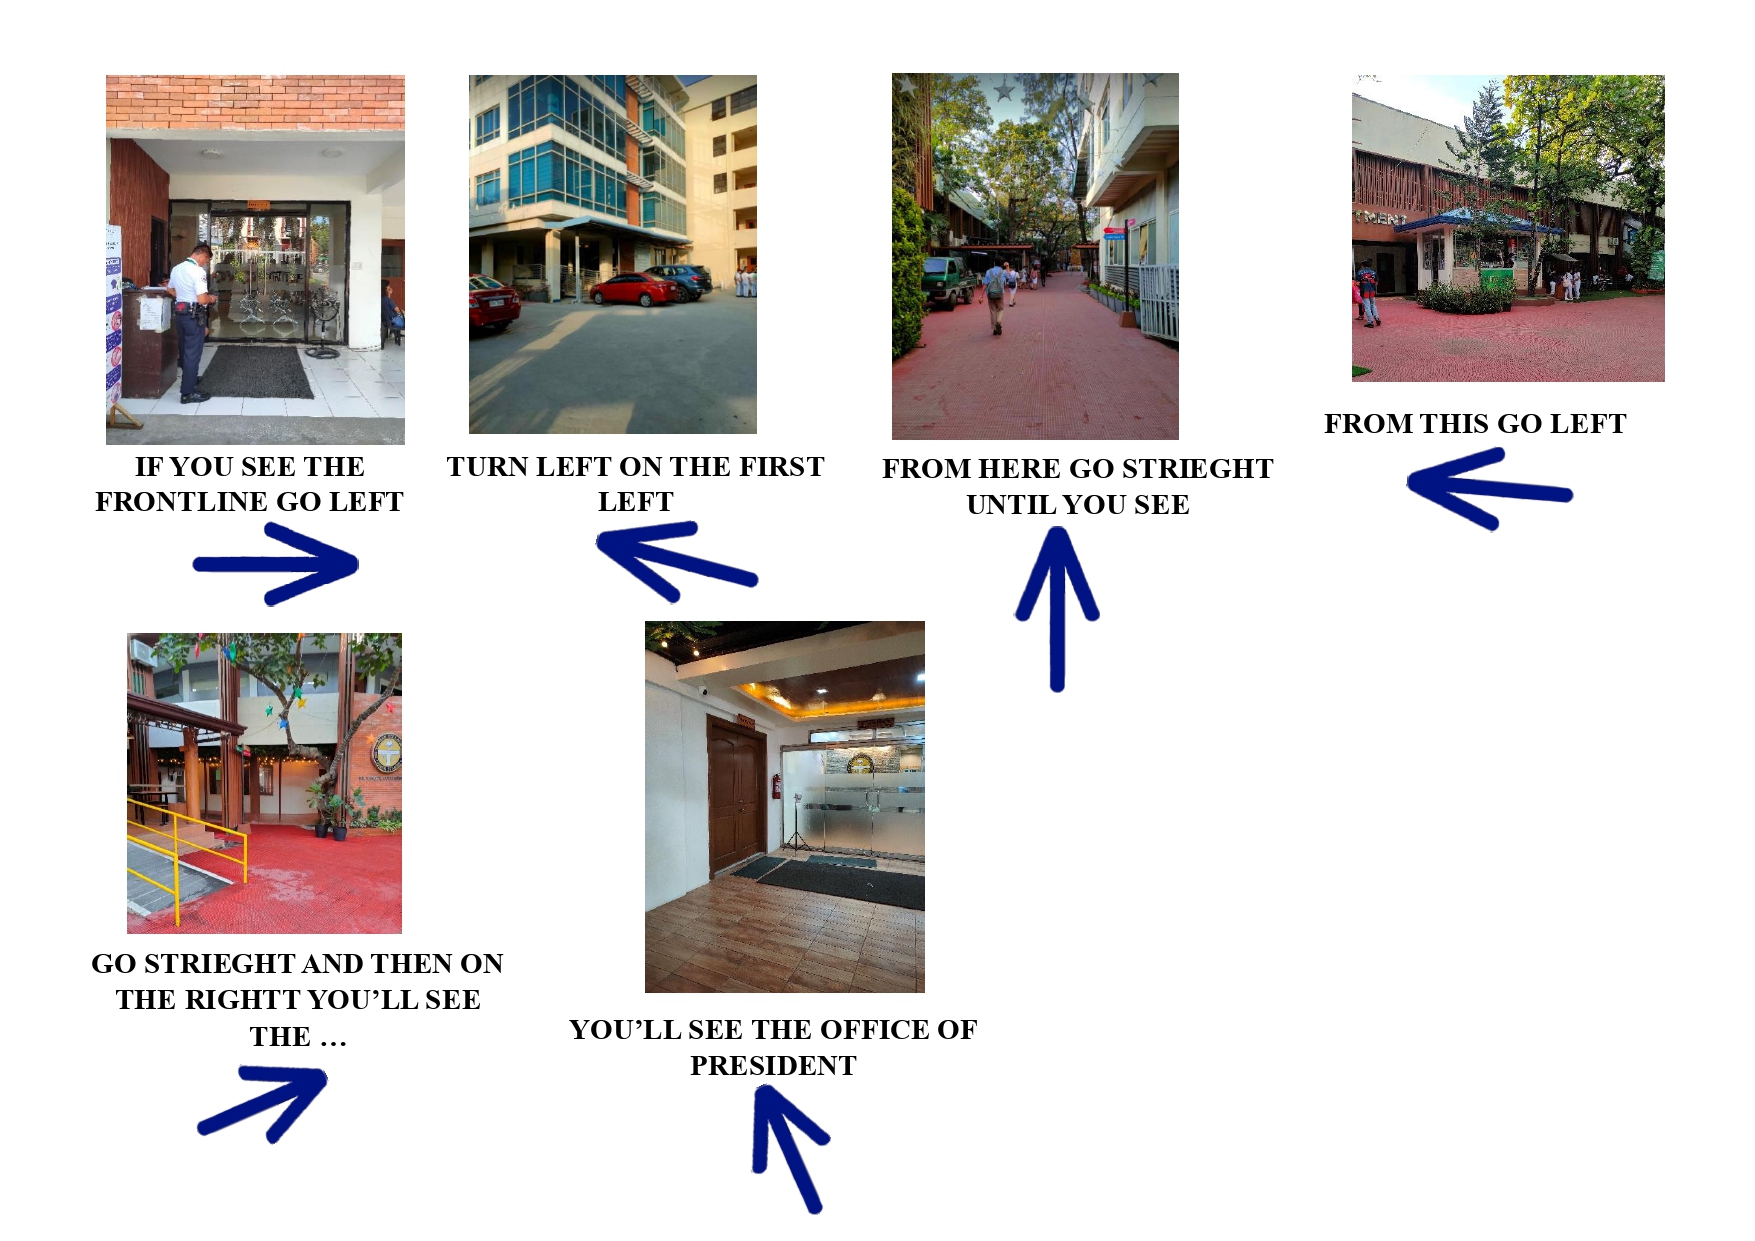 TMENT
IF YOU SEE THE
FRONTLINE GO LEFT
TURN LEFT ON THE FIRST
LEFT
FROM HERE GO STRIEGHT
UNTIL YOU SEE
FROM THIS GO LEFT
GO STRIEGHT AND THEN ON
THE RIGHTT YOU’LL SEE
THE …
YOU’LL SEE THE OFFICE OF
PRESIDENT